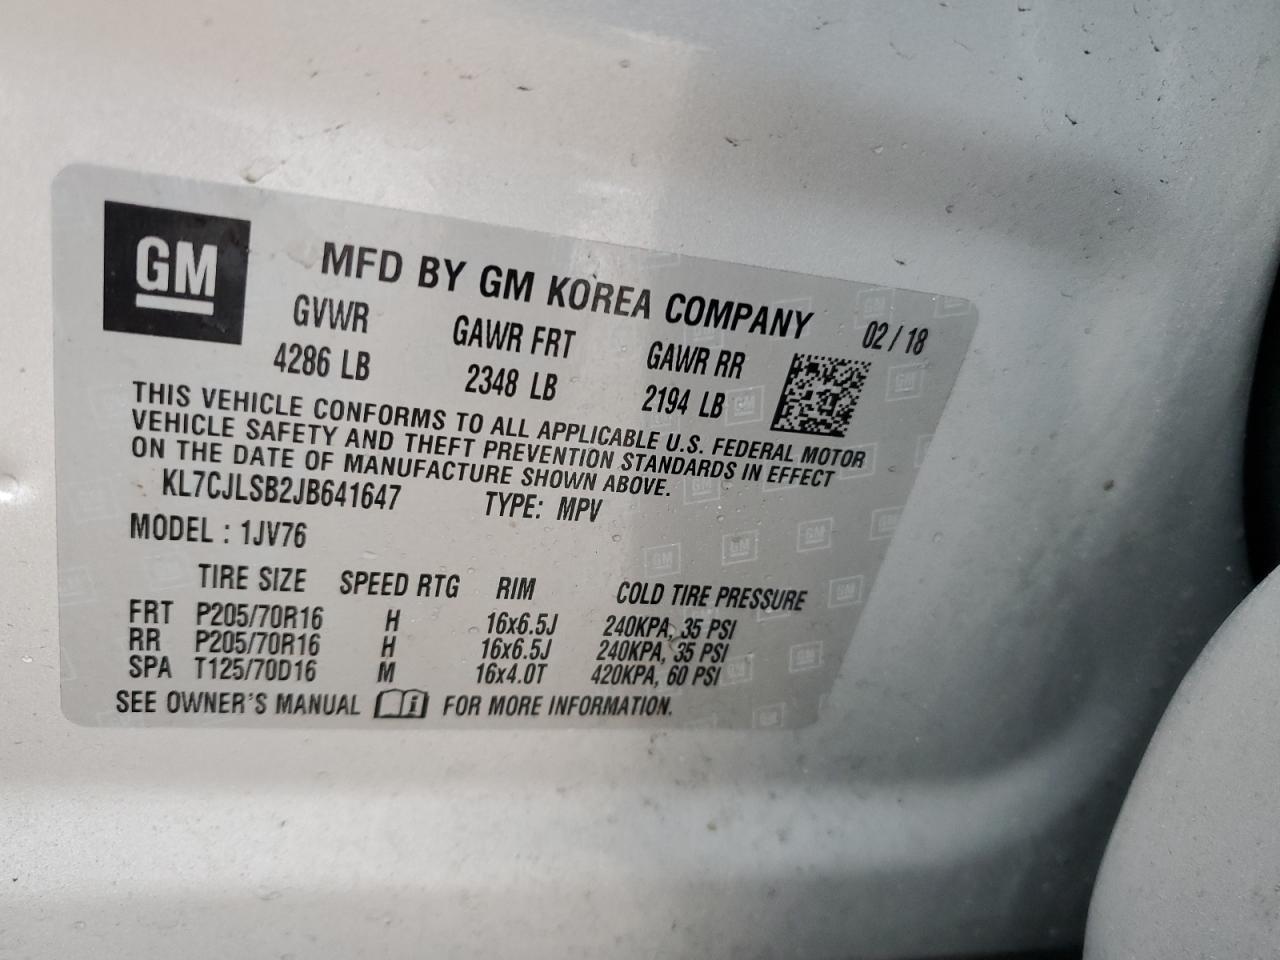 GM
MFD BY GM KOREA COMPANY 02 / 18
GVWR GAWR FRT GAWR RR
4286 LB 2348 LB 2194 LB
THIS VEHICLE CONFORMS TO ALL APPLICABLE U.S. FEDERAL MOTOR
VEHICLE SAFETY AND THEFT PREVENTION STANDARDS IN EFFECT
ON THE DATE OF MANUFACTURE SHOWN ABOVE.
KL7CJLSB2JB641647 TYPE: MPV
MODEL : 1JV76
TIRE SIZE SPEED RTG RIM COLD TIRE PRESSURE
FRT P205/70R16 H 16x6.5J 240KPA, 35 PSI
RR P205/70R16 H 16x6.5J 240KPA, 35 PSI
SPA T125/70D16 M 16x4.0T 420KPA, 60 PSI
SEE OWNER'S MANUAL i FOR MORE INFORMATION.